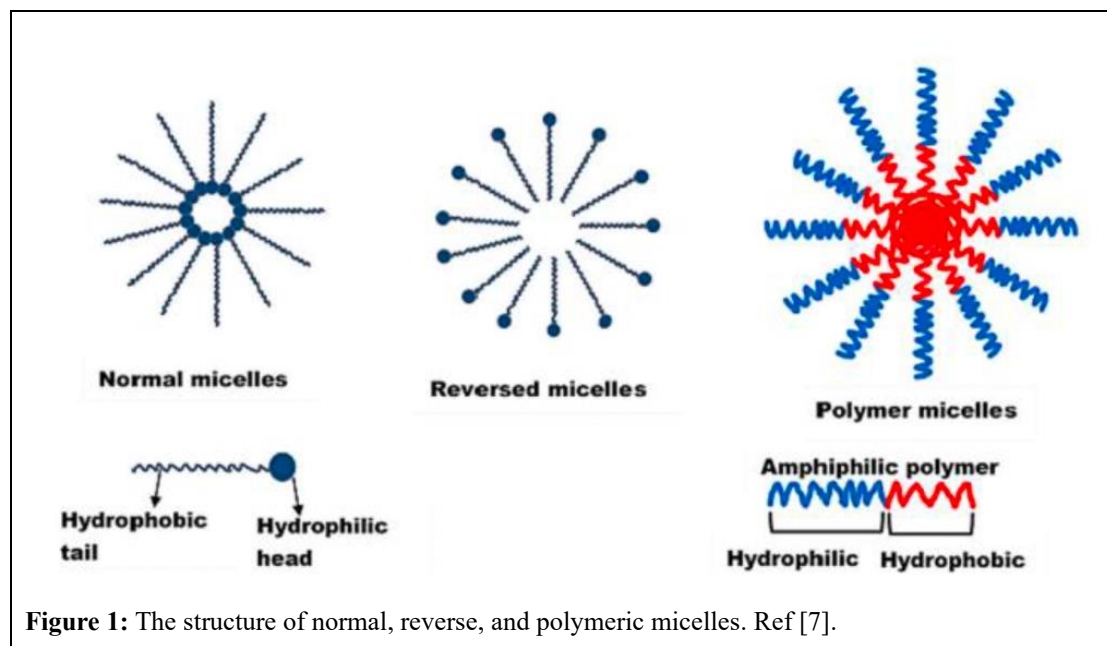 Normal micelles
Reversed micelles
Polymer micelles
Hydrophobic
tail
Hydrophilic
head
Amphiphilic polymer
Hydrophilic
Hydrophobic
Figure 1: The structure of normal, reverse, and polymeric micelles. Ref [7].